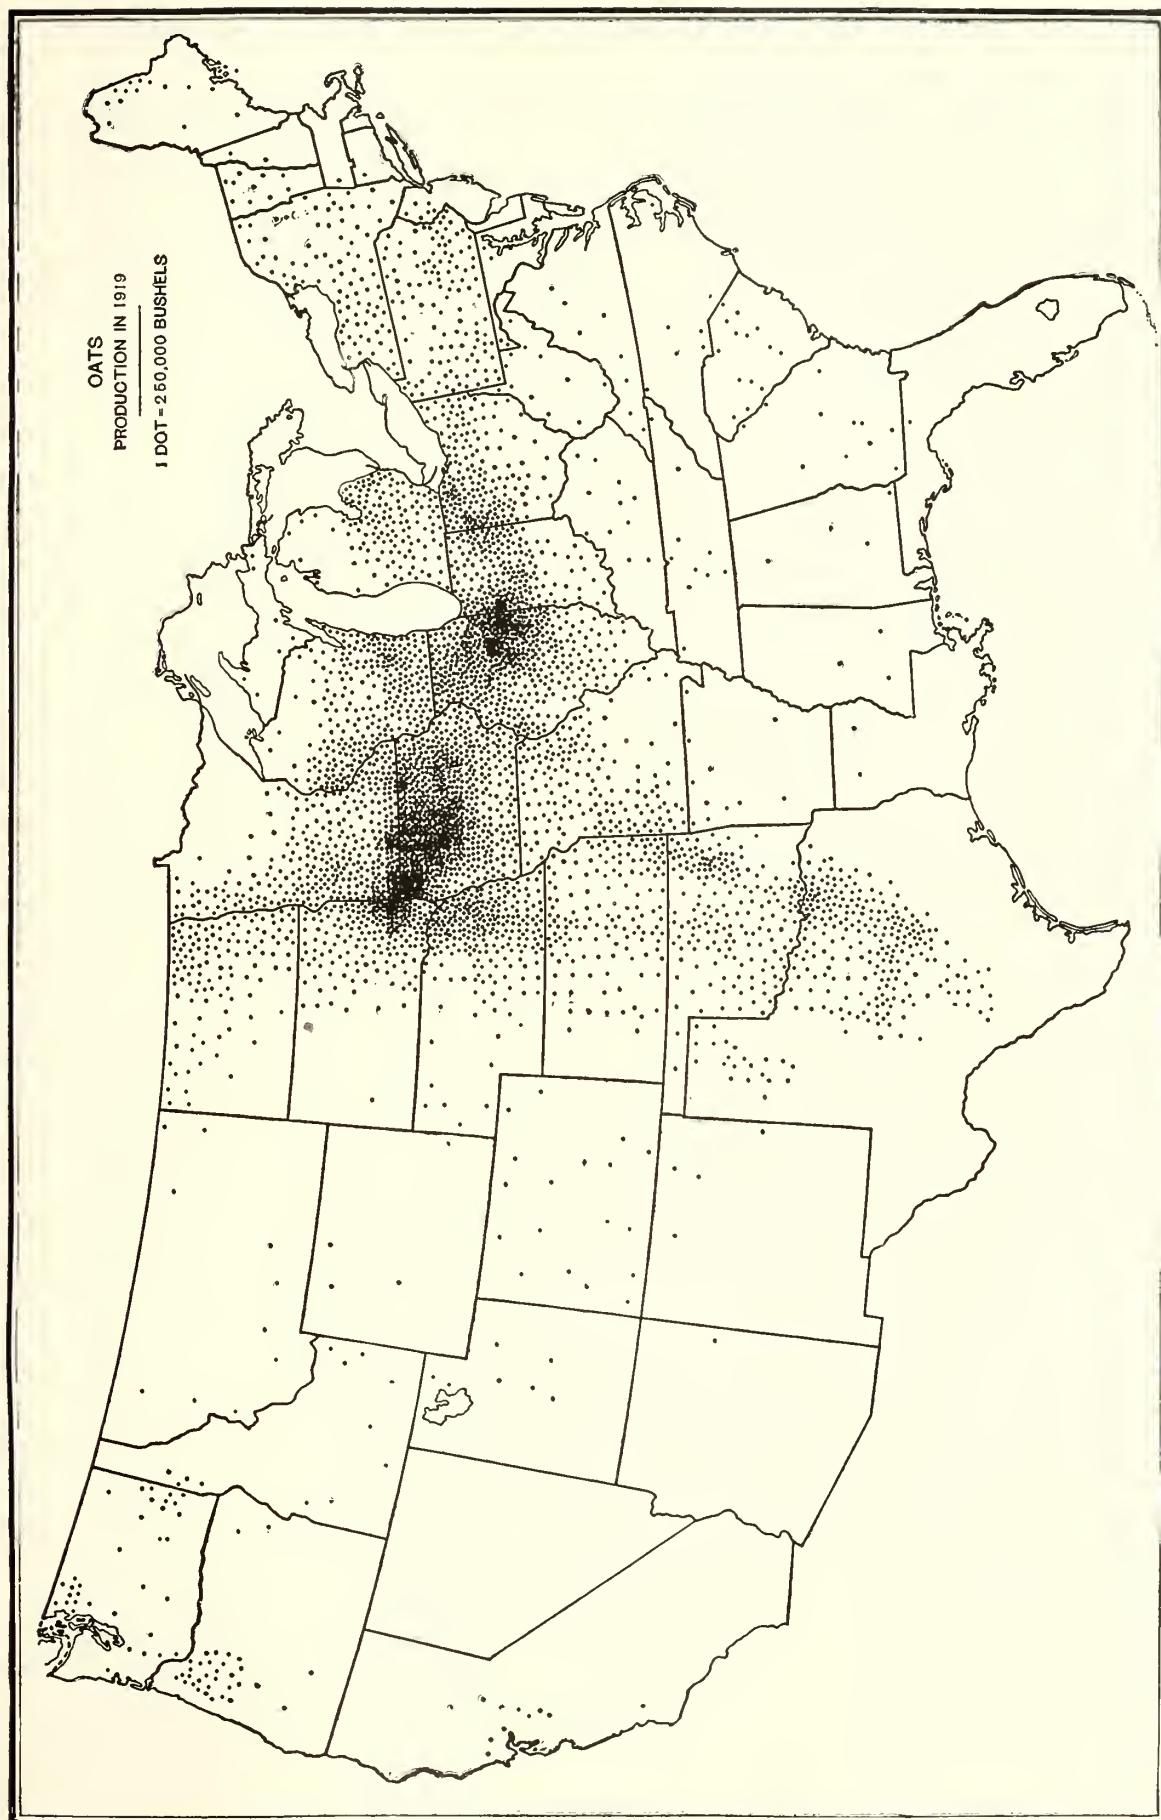 OATS
PRODUCTION IN 1919
1 DOT = 250,000 BUSHELS